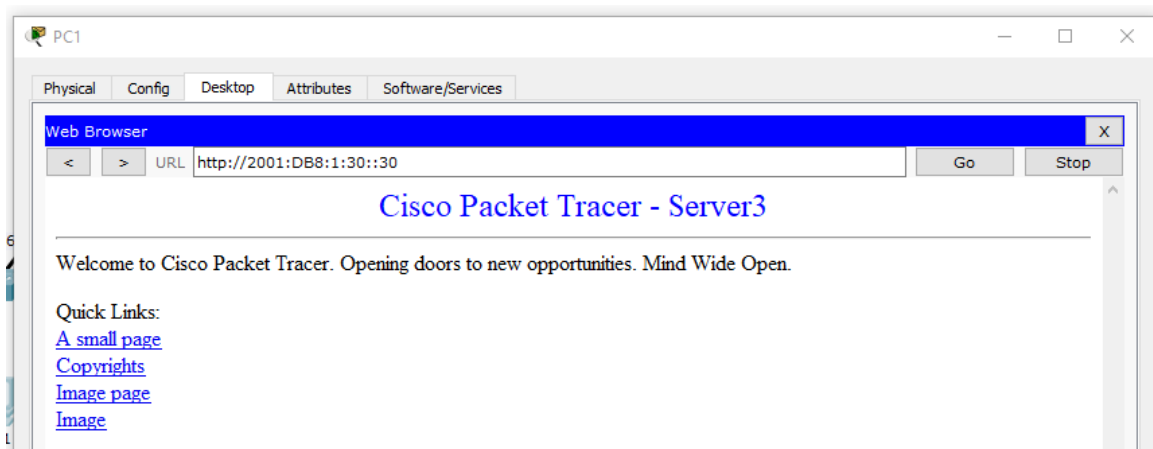 PC1
Physical Config Desktop Attributes Software/Services
Web Browser X
< > URL http://2001:DB8:1:30::30 Go Stop
Cisco Packet Tracer - Server3
6
Welcome to Cisco Packet Tracer. Opening doors to new opportunities. Mind Wide Open.
Quick Links:
A small page
Copyrights
Image page
Image
1